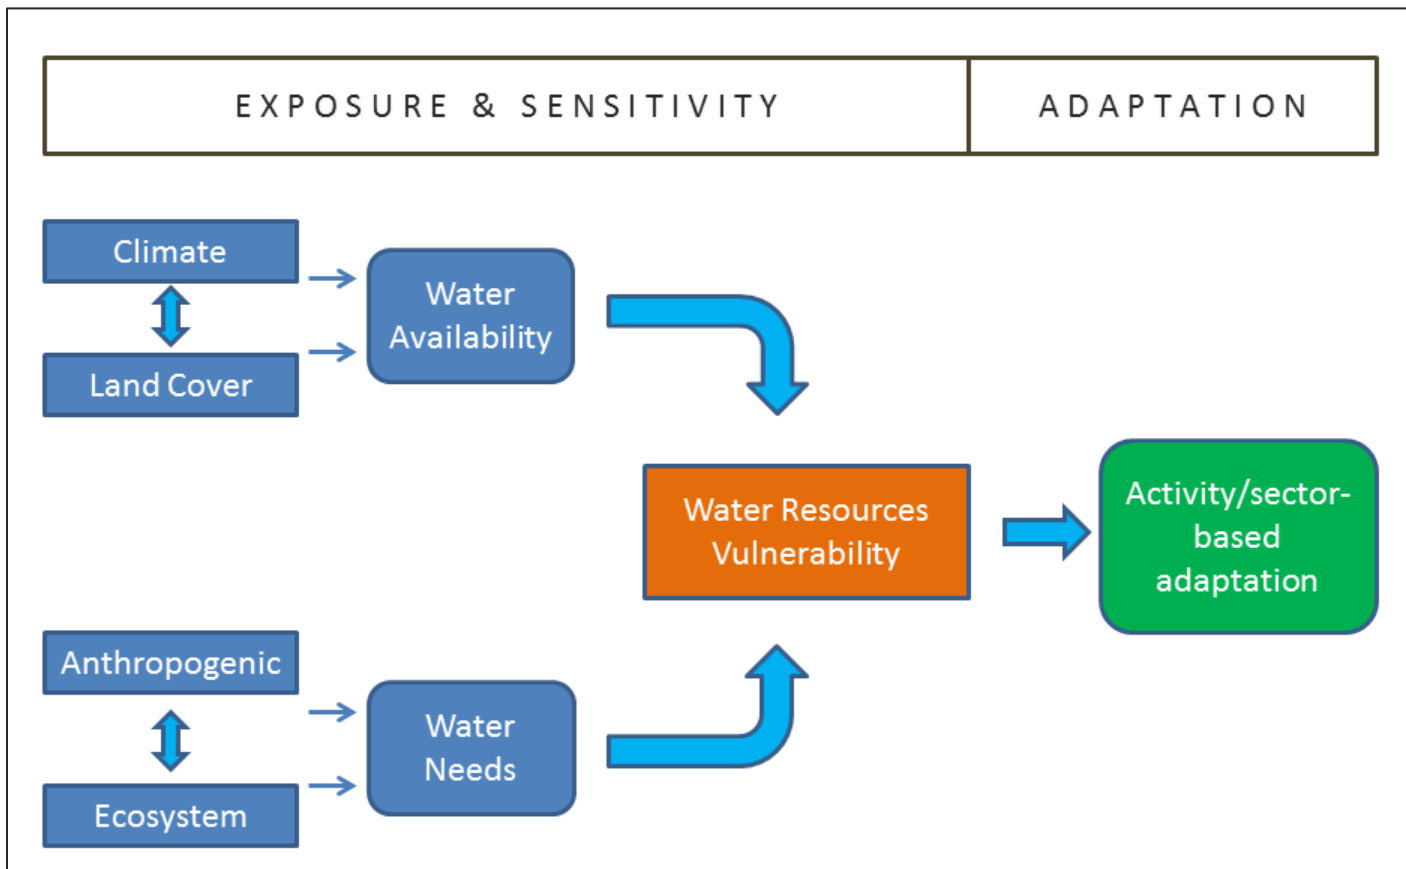 EXPOSURE & SENSITIVITY
ADAPTATION
Climate
Land Cover
Water
Availability
Water Resources
Vulnerability
Activity/sector-
based
adaptation
Anthropogenic
Ecosystem
Water
Needs